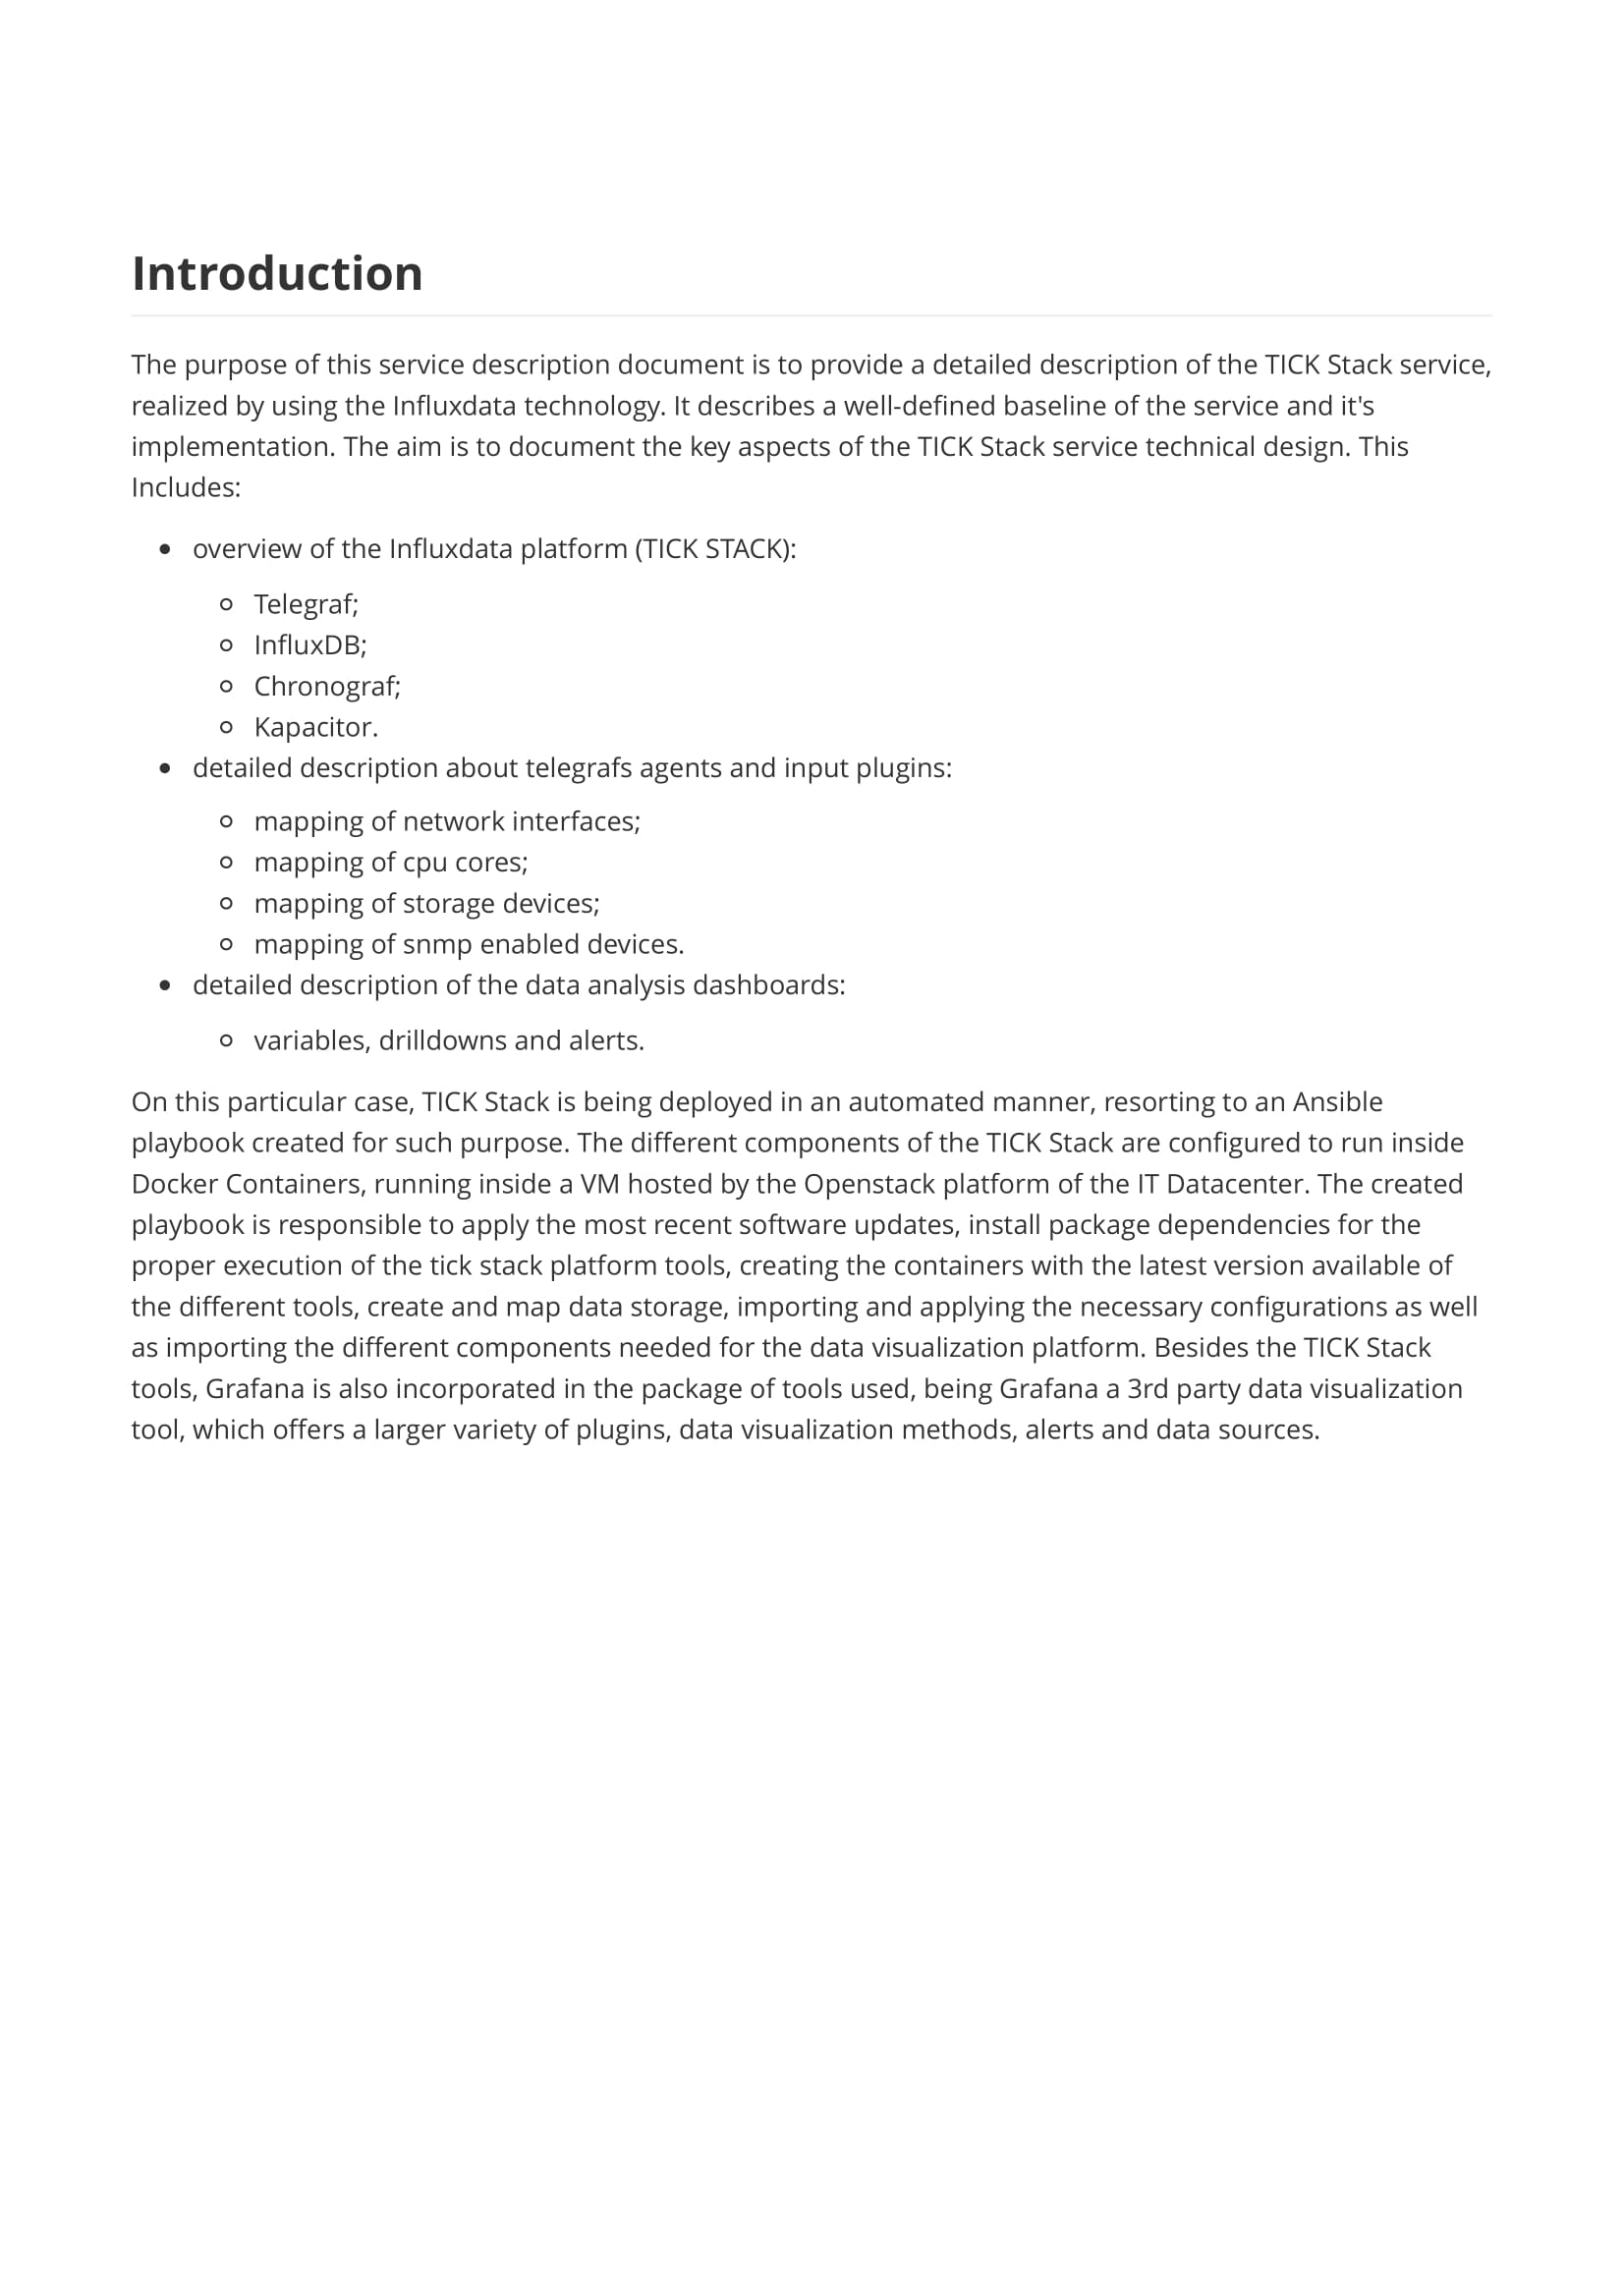 Introduction
The purpose of this service description document is to provide a detailed description of the TICK Stack service,
realized by using the Influxdata technology. It describes a well-defined baseline of the service and it's
implementation. The aim is to document the key aspects of the TICK Stack service technical design. This
Includes:
overview of the Influxdata platform (TICK STACK):
Telegraf;
InfluxDB;
Chronograf;
Kapacitor.
detailed description about telegrafs agents and input plugins:
mapping of network interfaces;
mapping of cpu cores;
mapping of storage devices;
mapping of snmp enabled devices.
detailed description of the data analysis dashboards:
variables, drilldowns and alerts.
On this particular case, TICK Stack is being deployed in an automated manner, resorting to an Ansible
playbook created for such purpose. The different components of the TICK Stack are configured to run inside
Docker Containers, running inside a VM hosted by the Openstack platform of the IT Datacenter. The created
playbook is responsible to apply the most recent software updates, install package dependencies for the
proper execution of the tick stack platform tools, creating the containers with the latest version available of
the different tools, create and map data storage, importing and applying the necessary configurations as well
as importing the different components needed for the data visualization platform. Besides the TICK Stack
tools, Grafana is also incorporated in the package of tools used, being Grafana a 3rd party data visualization
tool, which offers a larger variety of plugins, data visualization methods, alerts and data sources.